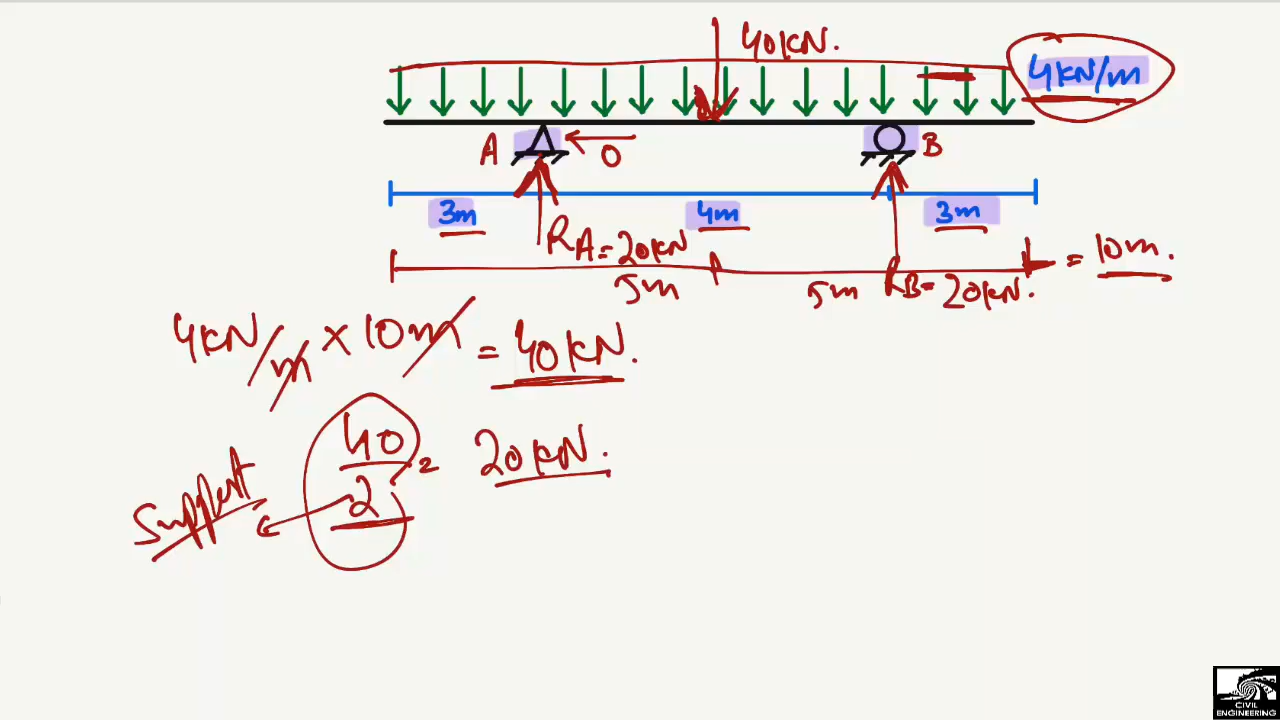 40kN.
4kN/m
A
0
B
3m
4m
3m
RA=20kN
= 10m.
5m
5m
RB=20kN.
4kN/m × 10m = 40kN.
40/2 = 20kN.
Support
CIVIL
ENGINEERING